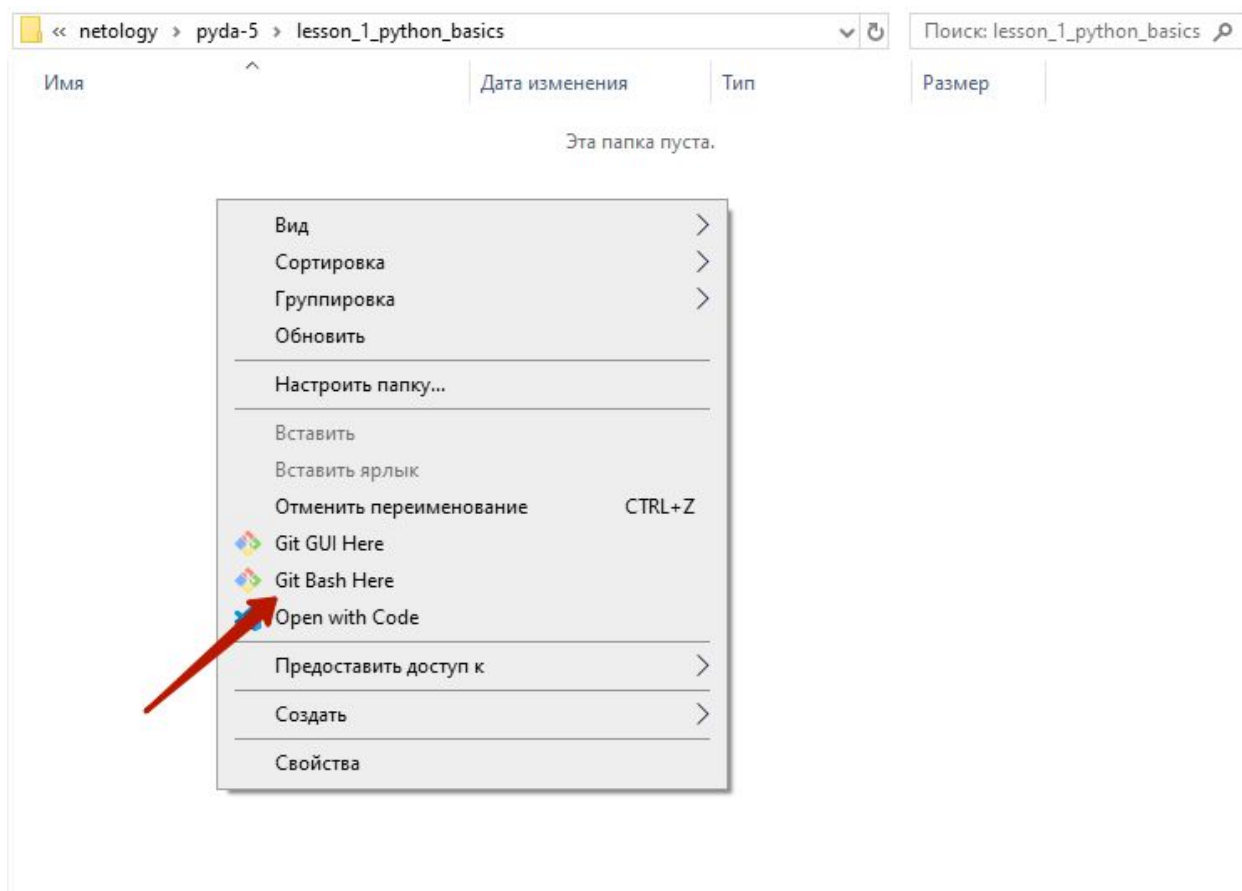 « netology › pyda-5 › lesson_1_python_basics
Поиск: lesson_1_python_basics
Имя Дата изменения Тип Размер
Эта папка пуста.
Вид
Сортировка
Группировка
Обновить
Настроить папку...
Вставить
Вставить ярлык
Отменить переименование CTRL+Z
Git GUI Here
Git Bash Here
Open with Code
Предоставить доступ к
Создать
Свойства